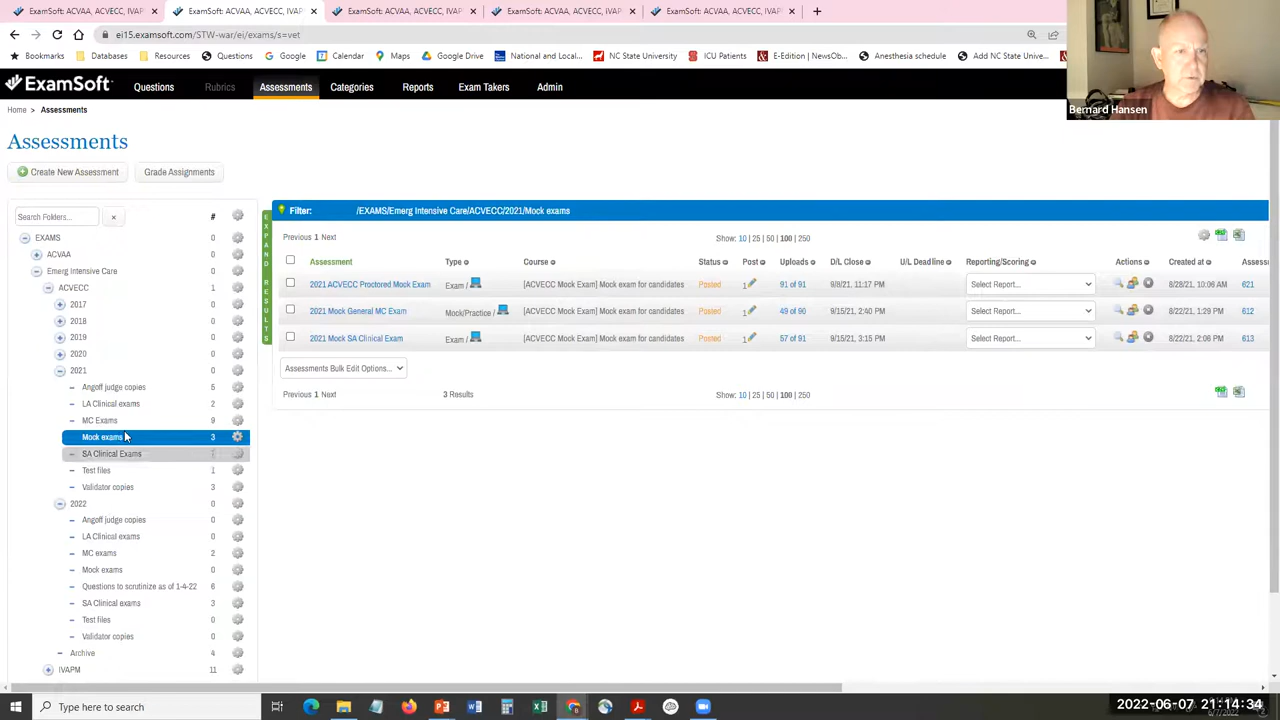 ExamSoft: ACVAA, ACVECC, IVAP × ExamSoft: ACVAA, ACVECC, IVAP × ExamSoft: ACVAA, ACVECC, IVAP × ExamSoft: ACVAA, ACVECC, IVAP × ExamSoft: ACVAA, ACVECC, IVAP × +
ei15.examsoft.com/STW-war/ei/exams/s=vet
Bookmarks Databases Resources Questions Google Calendar Maps Google Drive National and Local... NC State University ICU Patients E-Edition (NewsOb... Anesthesia schedule Add NC State Unive...
ExamSoft Questions Rubrics Assessments Categories Reports Exam Takers Admin
Bernard Hansen
Home > Assessments
Assessments
Create New Assessment Grade Assignments
Search Folders... × #
EXAMS 0
ACVAA 0
Emerg Intensive Care 0
ACVECC 1
2017 0
2018 0
2019 0
2020 0
2021 0
Angoff judge copies 5
LA Clinical exams 2
MC Exams 9
Mock exams 3
SA Clinical Exams
Test files 1
Validator copies 3
2022 0
Angoff judge copies 0
LA Clinical exams 0
MC exams 2
Mock exams 0
Questions to scrutinize as of 1-4-22 6
SA Clinical exams 3
Test files 0
Validator copies 0
Archive 4
IVAPM 11
EXPAND RESULTS
Filter: /EXAMS/Emerg Intensive Care/ACVECC/2021/Mock exams
Previous 1 Next Show: 10 | 25 | 50 | 100 | 250
Assessment Type Course Status Post Uploads D/L Close U/L Deadline Reporting/Scoring Actions Created at Assess
2021 ACVECC Proctored Mock Exam Exam / [ACVECC Mock Exam] Mock exam for candidates Posted 1 91 of 91 9/8/21, 11:17 PM Select Report... 8/28/21, 10:06 AM 621
2021 Mock General MC Exam Mock/Practice / [ACVECC Mock Exam] Mock exam for candidates Posted 1 49 of 90 9/15/21, 2:40 PM Select Report... 8/22/21, 1:29 PM 612
2021 Mock SA Clinical Exam Exam / [ACVECC Mock Exam] Mock exam for candidates Posted 1 57 of 91 9/15/21, 3:15 PM Select Report... 8/22/21, 2:06 PM 613
Assessments Bulk Edit Options...
Previous 1 Next 3 Results Show: 10 | 25 | 50 | 100 | 250
Type here to search
2022-06-07 21:14:34
6/7/2022